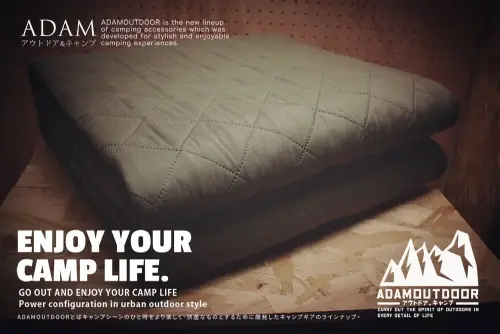 ADAM
アウトドア&キャンプ
ADAMOUTDOOR is the new lineup
of camping accessories which was
developed for stylish and enjoyable
camping experiences.
ENJOY YOUR
CAMP LIFE.
GO OUT AND ENJOY YOUR CAMP LIFE
Power configuration in urban outdoor style
ADAMOUTDOORとはキャンプシーンのひと時をより楽しく、快適なものとするために開発したキャンプギアのラインナップ。
ADAMOUTDOOR
アウトドア。キャンプ
CARRY OUT THE SPIRIT OF OUTDOORS IN
EVERY DETAIL OF LIFE